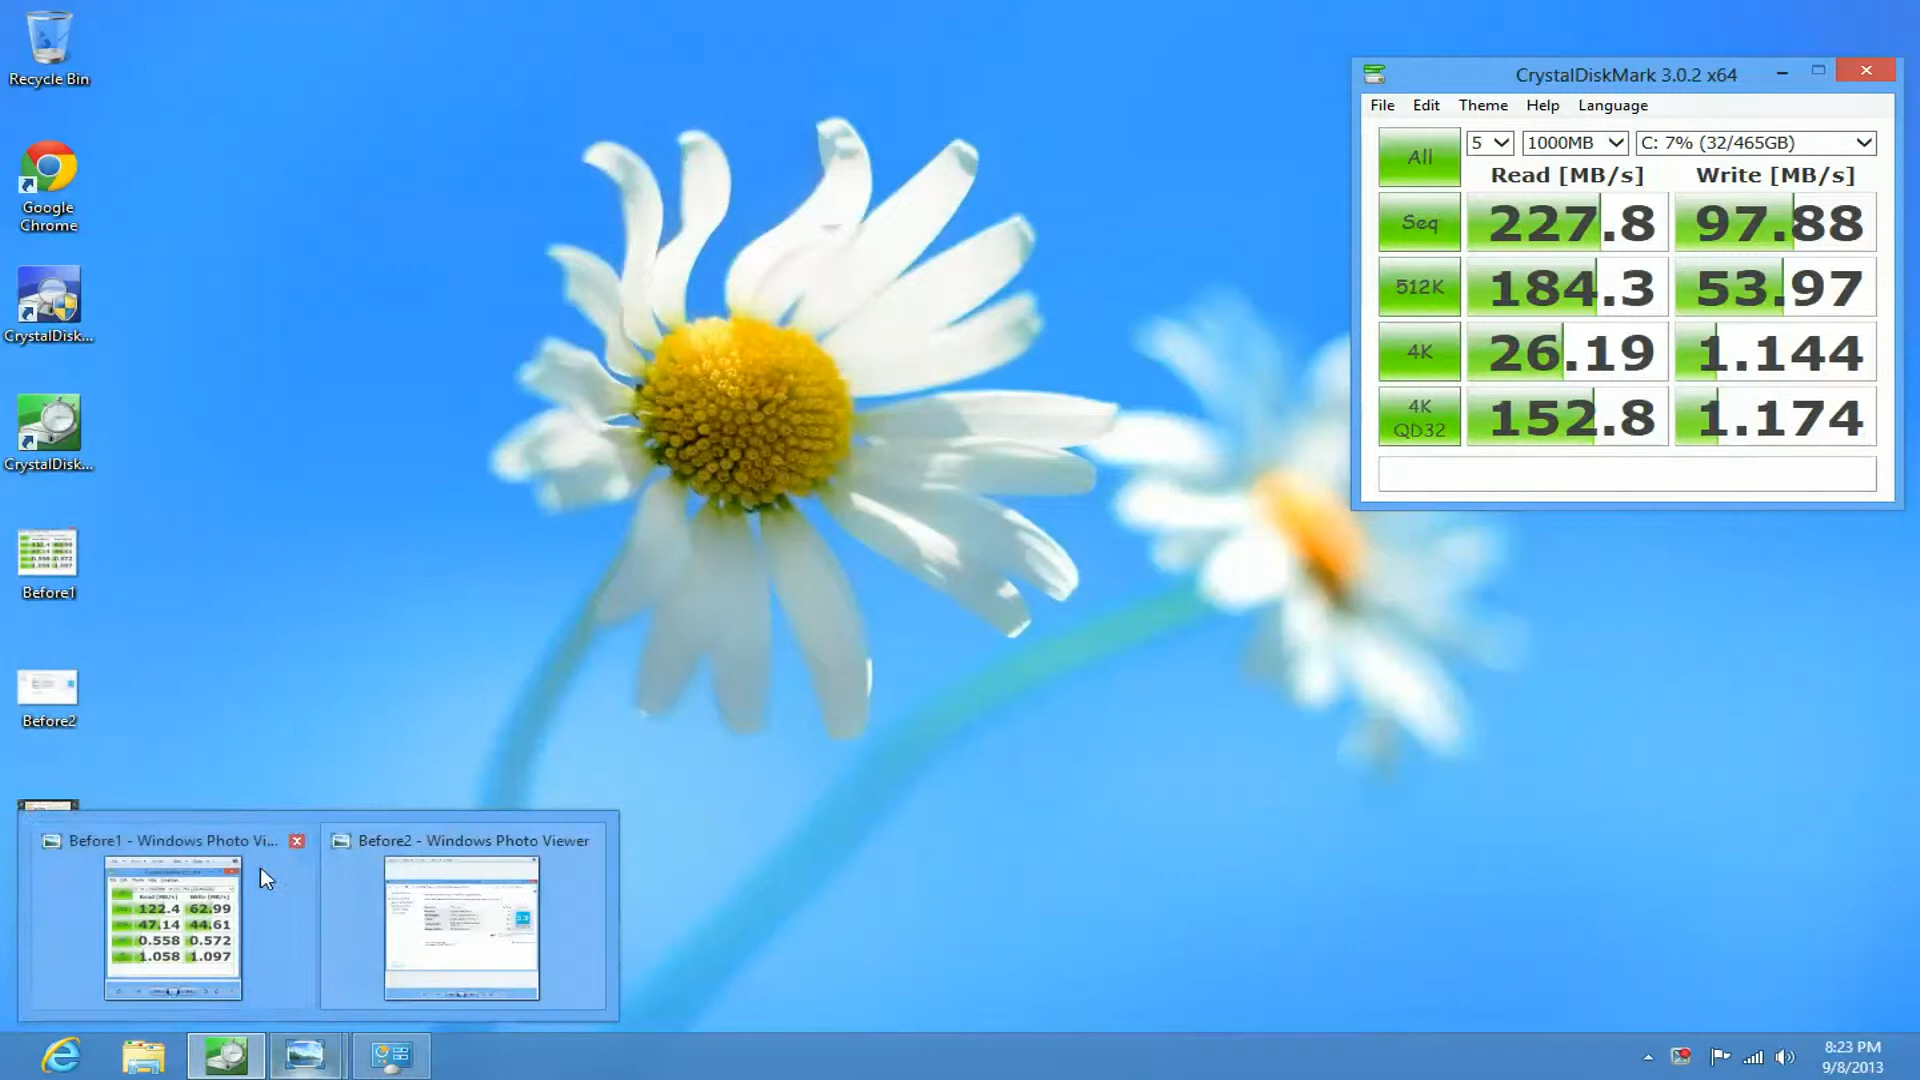 Recycle Bin
Google
Chrome
CrystalDisk...
CrystalDisk...
Before1
Before2
CrystalDiskMark 3.0.2 x64
File Edit Theme Help Language
All 5 1000MB C: 7% (32/465GB)
Read [MB/s] Write [MB/s]
Seq 227.8 97.88
512K 184.3 53.97
4K 26.19 1.144
4K
QD32 152.8 1.174
Before1 - Windows Photo Vi...
Before2 - Windows Photo Viewer
Read [MB/s] Write [MB/s]
122.4 62.99
47.14 44.61
0.558 0.572
1.058 1.097
8:23 PM
9/8/2013